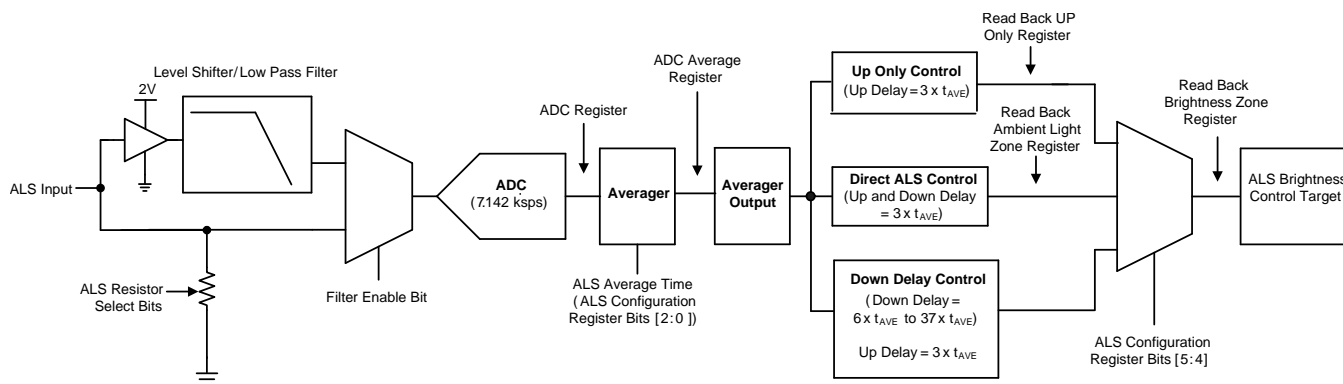 Level Shifter/Low Pass Filter
2V
ALS Input
ALS Resistor
Select Bits
Filter Enable Bit
ADC
(7.142 ksps)
ADC Register
Averager
ALS Average Time
( ALS Configuration
Register Bits [2:0 ])
ADC Average
Register
Averager
Output
Up Only Control
(Up Delay = 3 x tAVE)
Read Back UP
Only Register
Direct ALS Control
(Up and Down Delay
= 3 x tAVE)
Read Back
Ambient Light
Zone Register
Down Delay Control
(Down Delay =
6 x tAVE to 37 x tAVE)
Up Delay = 3 x tAVE
ALS Configuration
Register Bits [5:4]
Read Back
Brightness Zone
Register
ALS Brightness
Control Target